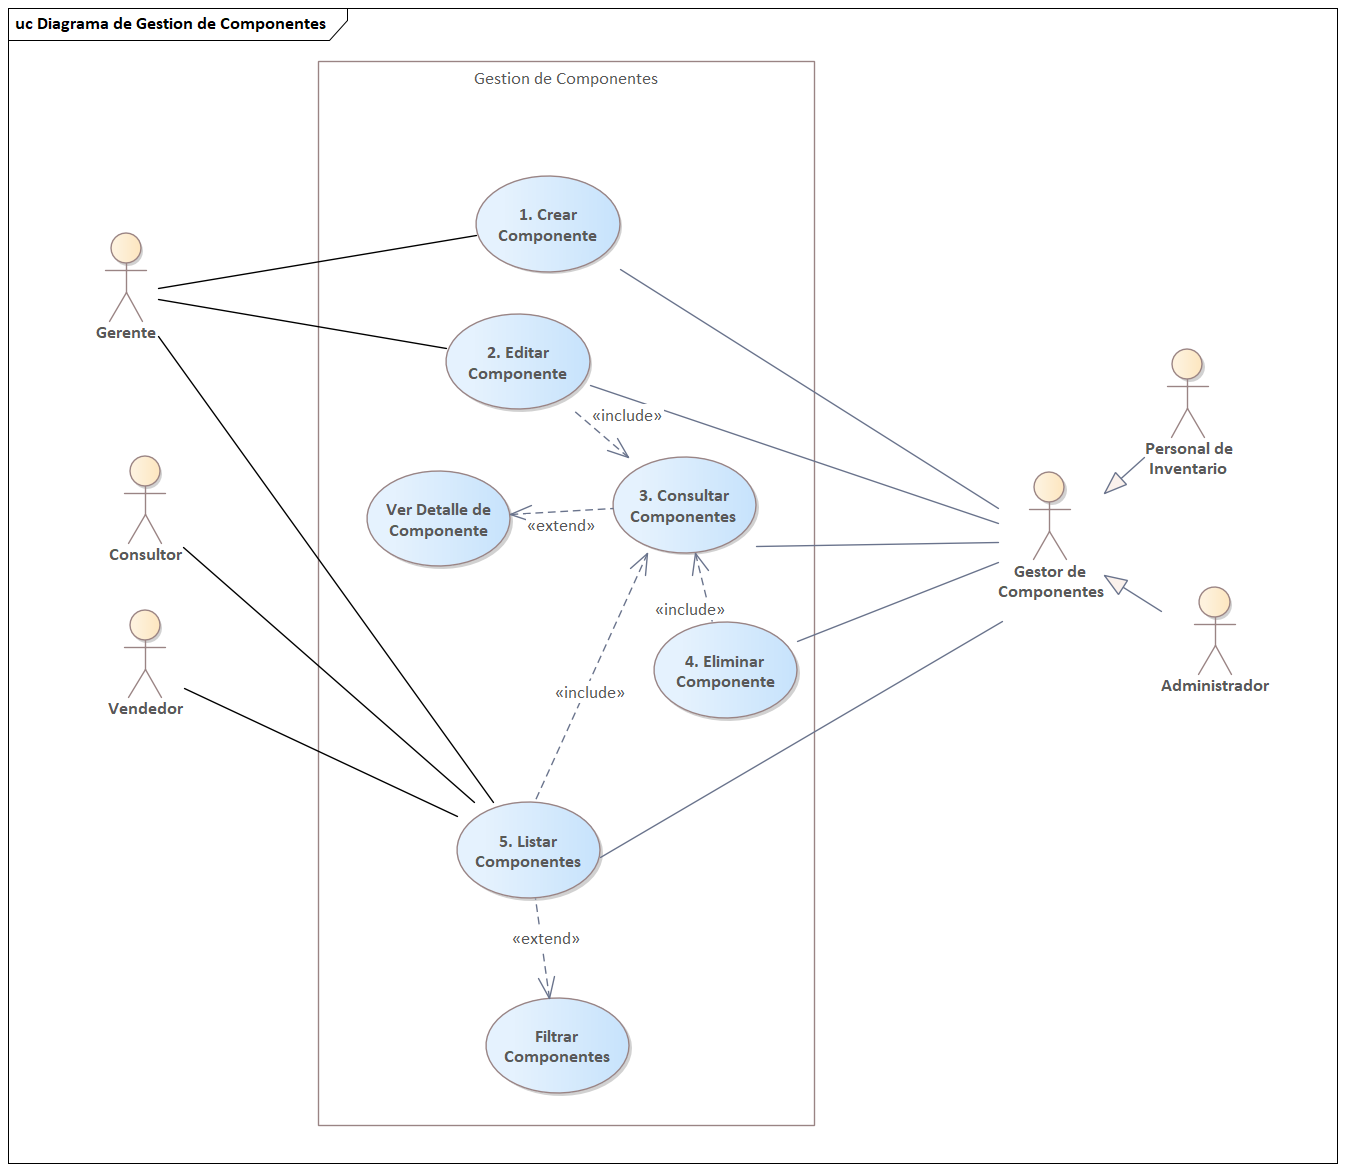 uc Diagrama de Gestion de Componentes
Gestion de Componentes
1. Crear
Componente
Gerente
2. Editar
Componente
«include»
Personal de
Inventario
Consultor
Ver Detalle de
Componente
«extend»
3. Consultar
Componentes
Gestor de
Componentes
«include»
4. Eliminar
Componente
Administrador
Vendedor
«include»
5. Listar
Componentes
«extend»
Filtrar
Componentes